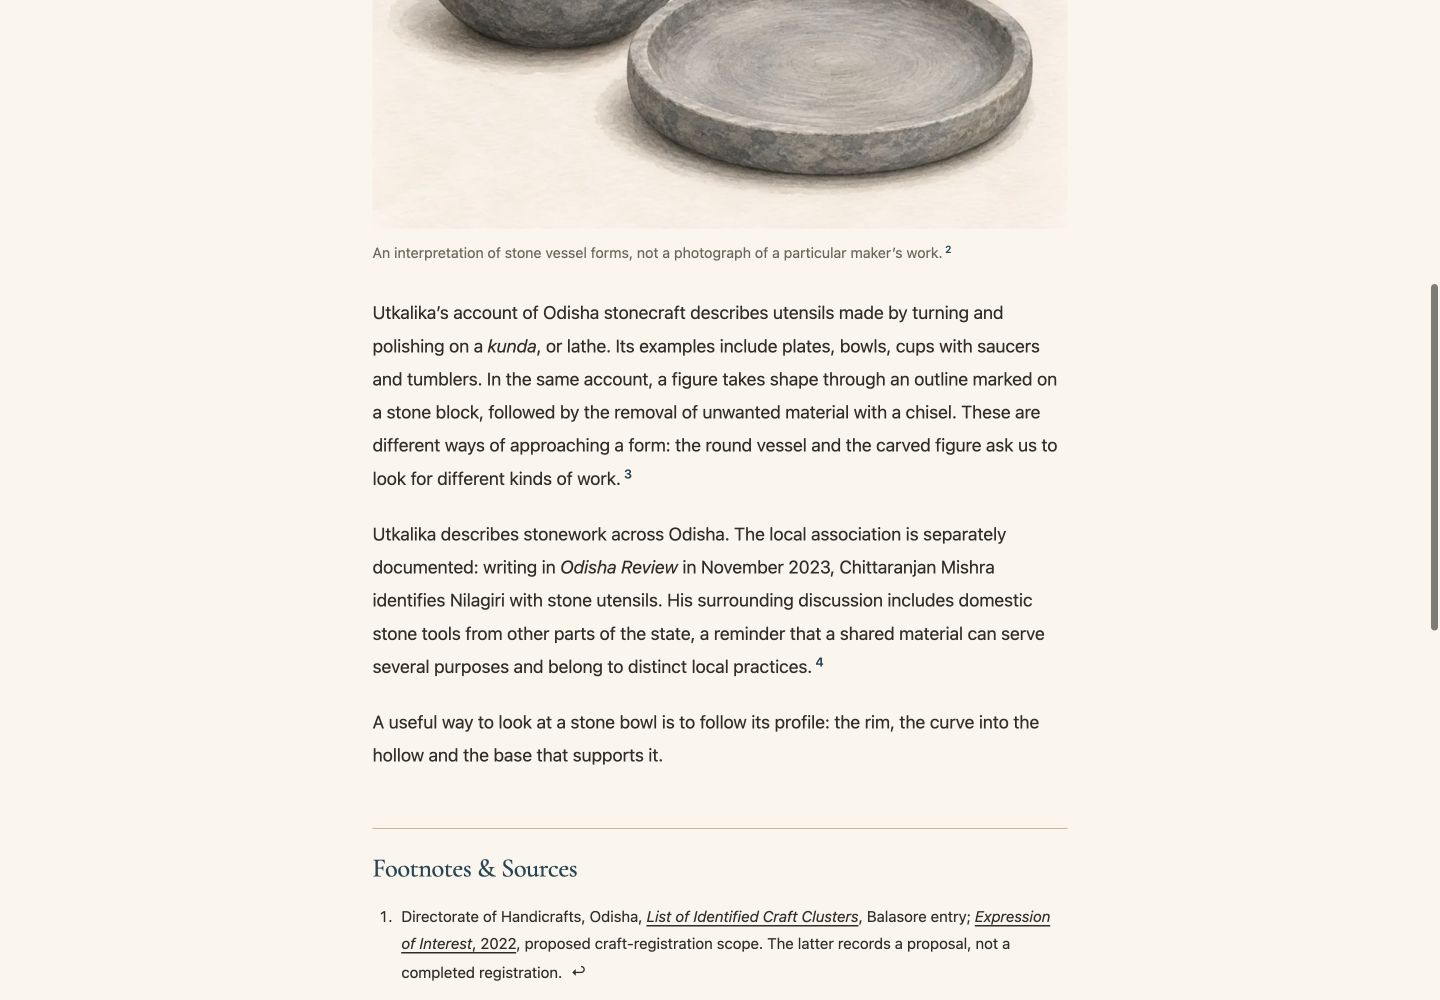 An interpretation of stone vessel forms, not a photograph of a particular maker’s work. 2
Utkalika’s account of Odisha stonecraft describes utensils made by turning and
polishing on a kunda, or lathe. Its examples include plates, bowls, cups with saucers
and tumblers. In the same account, a figure takes shape through an outline marked on
a stone block, followed by the removal of unwanted material with a chisel. These are
different ways of approaching a form: the round vessel and the carved figure ask us to
look for different kinds of work. 3
Utkalika describes stonework across Odisha. The local association is separately
documented: writing in Odisha Review in November 2023, Chittaranjan Mishra
identifies Nilagiri with stone utensils. His surrounding discussion includes domestic
stone tools from other parts of the state, a reminder that a shared material can serve
several purposes and belong to distinct local practices. 4
A useful way to look at a stone bowl is to follow its profile: the rim, the curve into the
hollow and the base that supports it.
Footnotes & Sources
1. Directorate of Handicrafts, Odisha, List of Identified Craft Clusters, Balasore entry; Expression
of Interest, 2022, proposed craft-registration scope. The latter records a proposal, not a
completed registration. ↩